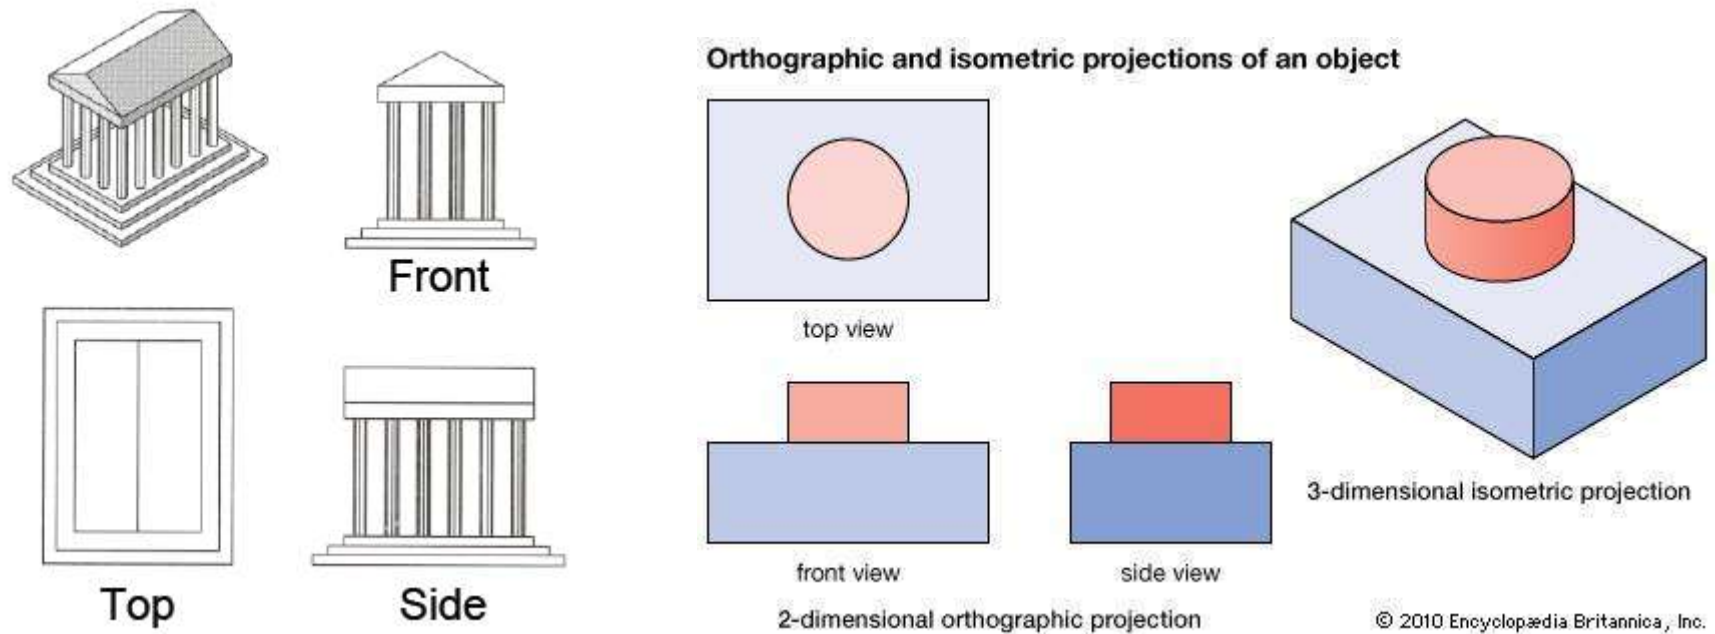 Front
Top
Side
Orthographic and isometric projections of an object
top view
front view
side view
2-dimensional orthographic projection
3-dimensional isometric projection
© 2010 Encyclopædia Britannica, Inc.